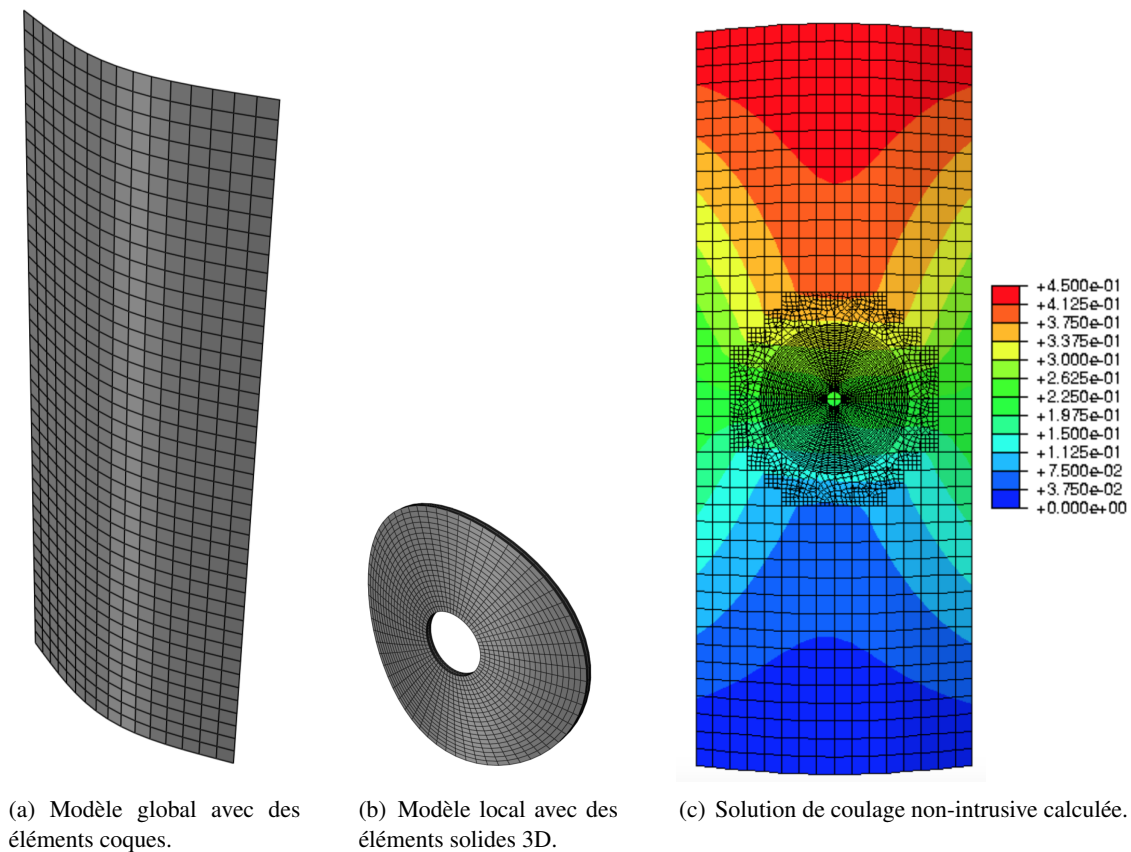 +4.500e-01
+4.125e-01
+3.750e-01
+3.375e-01
+3.000e-01
+2.625e-01
+2.250e-01
+1.875e-01
+1.500e-01
+1.125e-01
+7.500e-02
+3.750e-02
+0.000e+00
(a) Modèle global avec des
éléments coques.
(b) Modèle local avec des
éléments solides 3D.
(c) Solution de coulage non-intrusive calculée.